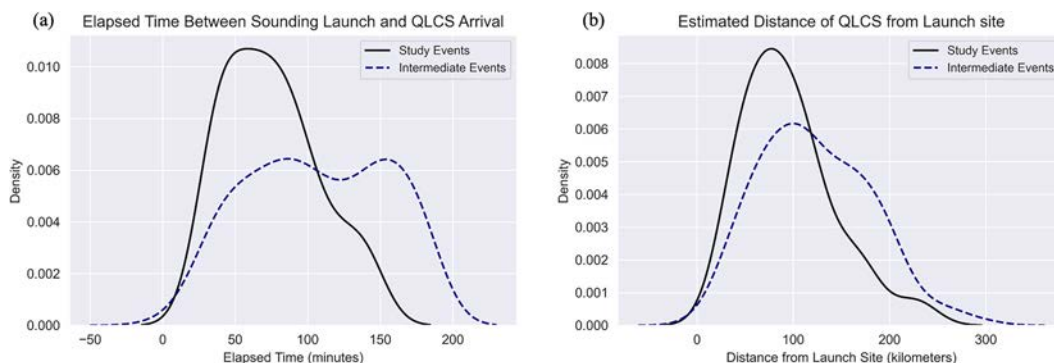 (a) Elapsed Time Between Sounding Launch and QLCS Arrival
Study Events
Intermediate Events
0.010
0.008
0.006
0.004
0.002
0.000
Density
−50 0 50 100 150 200
Elapsed Time (minutes)
(b) Estimated Distance of QLCS from Launch site
Study Events
Intermediate Events
0.008
0.007
0.006
0.005
0.004
0.003
0.002
0.001
0.000
Density
0 100 200 300
Distance from Launch Site (kilometers)